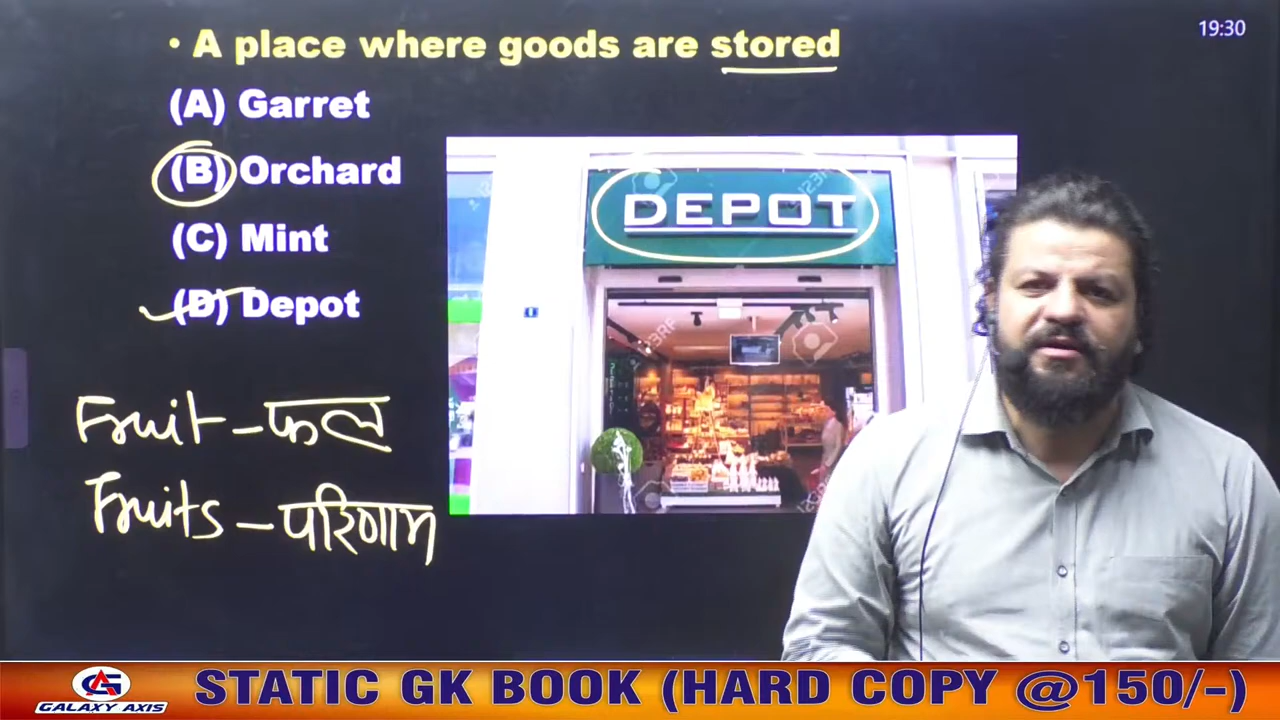 19:30
• A place where goods are stored
(A) Garret
(B) Orchard
(C) Mint
(D) Depot
DEPOT
Fruit – फल
Fruits – परिणाम
123RF
GALAXY AXIS
STATIC GK BOOK (HARD COPY @150/-)